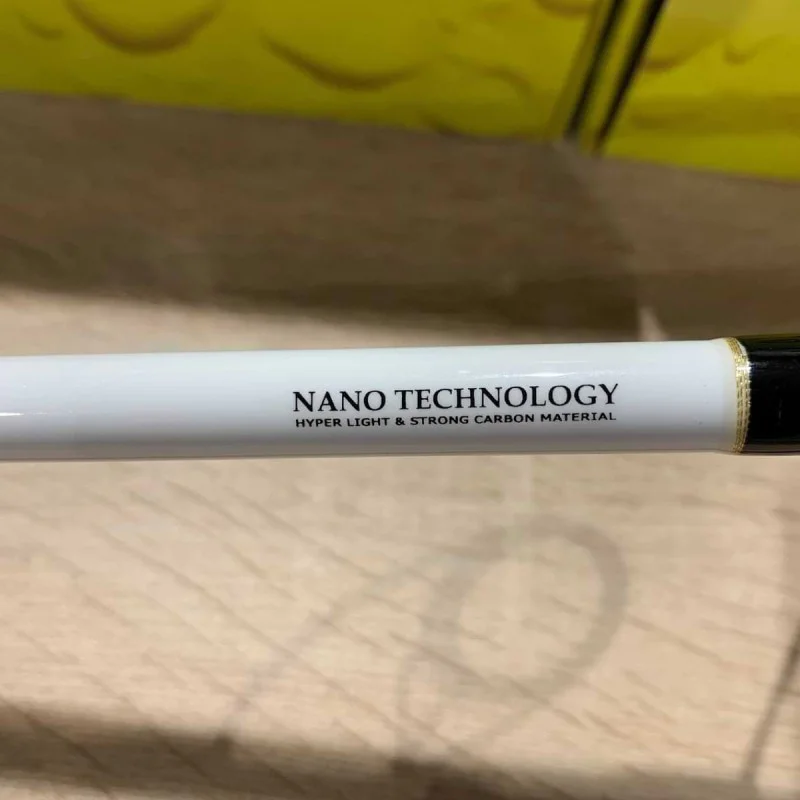 NANO TECHNOLOGY
HYPER LIGHT & STRONG CARBON MATERIAL